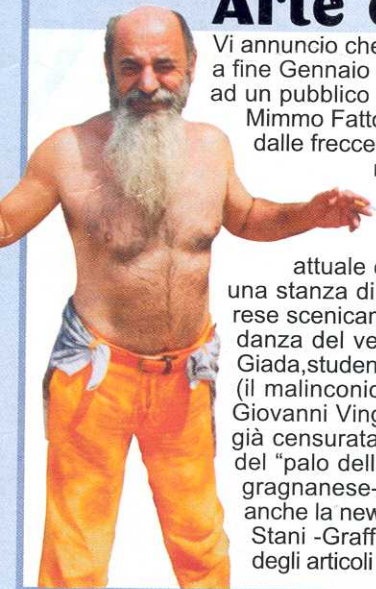 Arte
Vi annuncio che
a fine Gennaio
ad un pubblico
Mimmo Fatto
dalle frecce
attuale
una stanza di
rese scenicam
danza del ve
Giada,studen
(il malinconic
Giovanni Ving
già censurata
del “palo dell
gragnanese-
anche la new
Stani -Graff
degli articoli